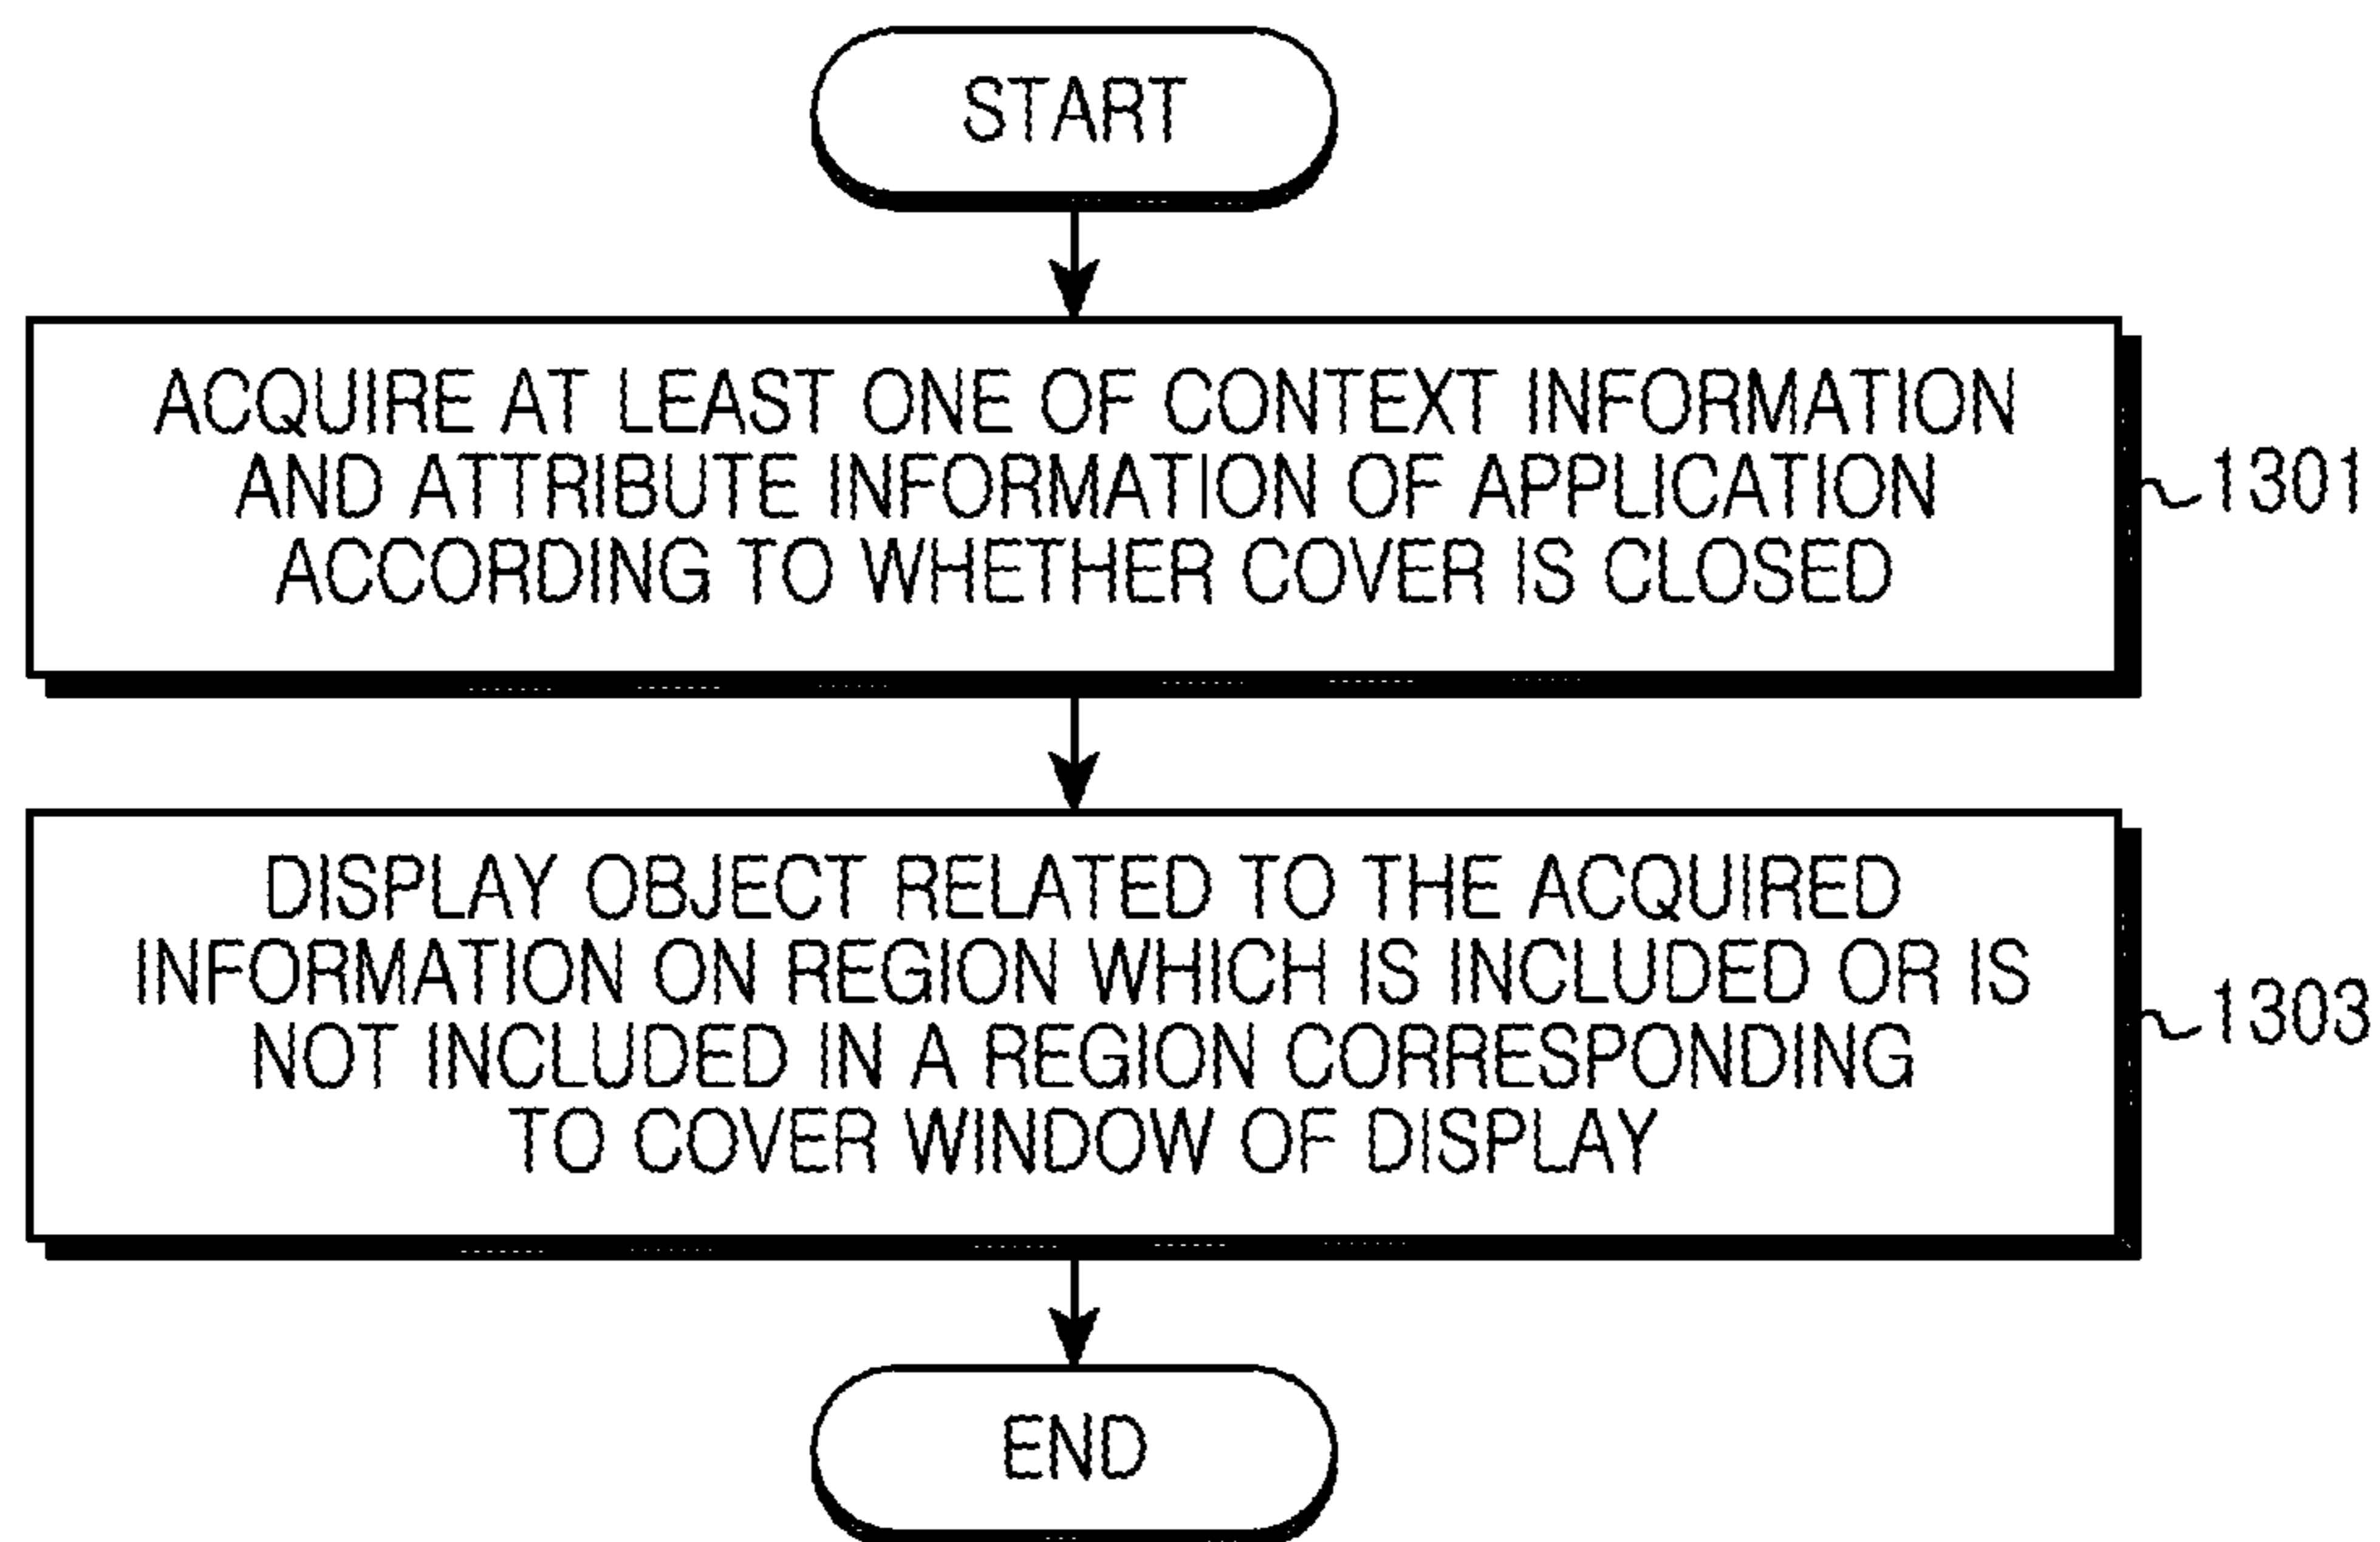 START
ACQUIRE AT LEAST ONE OF CONTEXT INFORMATION
AND ATTRIBUTE INFORMATION OF APPLICATION
ACCORDING TO WHETHER COVER IS CLOSED
1301
DISPLAY OBJECT RELATED TO THE ACQUIRED
INFORMATION ON REGION WHICH IS INCLUDED OR IS
NOT INCLUDED IN A REGION CORRESPONDING
TO COVER WINDOW OF DISPLAY
1303
END